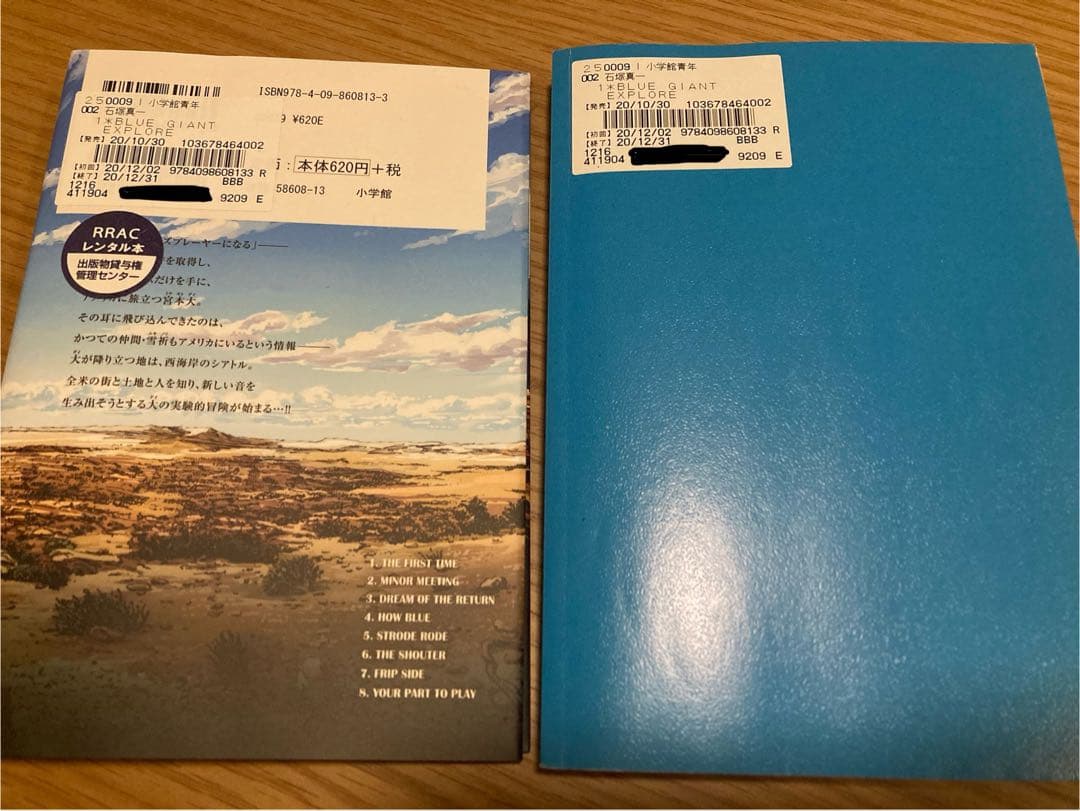 ISBN978-4-09-860813-3
250009 | 小学館青年
002 石塚真一
1*BLUE GIANT
EXPLORE
[発売] 20/10/30 103678464002
[初回] 20/12/02 9784098608133 R
[終了] 20/12/31 BBB
1216
411904 9209 E
9 ¥620E
: 本体620円+税
58608-13 小学館
RRAC
レンタル本
出版物貸与権
管理センター
ズプレーヤーになる」――
を取得し、
だけを手に、
に旅立つ宮本大。
その耳に飛び込んできたのは、
かつての仲間・雪祈もアメリカにいるという情報――
大が降り立つ地は、西海岸のシアトル。
全米の街と土地と人を知り、新しい音を
生み出そうとする大の実験的冒険が始まる…!!
1. THE FIRST TIME
2. MINOR MEETING
3. DREAM OF THE RETURN
4. HOW BLUE
5. STRODE RODE
6. THE SHOUTER
7. FRIP SIDE
8. YOUR PART TO PLAY
250009 | 小学館青年
002 石塚真一
1*BLUE GIANT
EXPLORE
[発売] 20/10/30 103678464002
[初回] 20/12/02 9784098608133 R
[終了] 20/12/31 BBB
1216
411904 9209 E